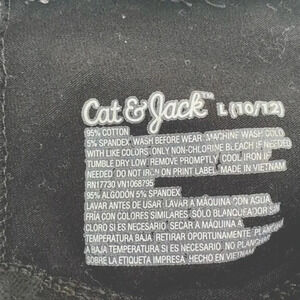 Cat & Jack™ L (10/12)
95% COTTON
5% SPANDEX WASH BEFORE WEAR. MACHINE WASH COLD
WITH LIKE COLORS. ONLY NON-CHLORINE BLEACH IF NEEDED.
TUMBLE DRY LOW. REMOVE PROMPTLY. COOL IRON IF
NEEDED. DO NOT IRON ON PRINT LABEL. MADE IN VIETNAM
RN17730 VN1068795
95% ALGODÓN 5% SPANDEX
LAVAR ANTES DE USAR. LAVAR A MÁQUINA CON AGUA
FRÍA CON COLORES SIMILARES. SÓLO BLANQUEADOR SIN
CLORO SI ES NECESARIO. SECAR A MÁQUINA A
TEMPERATURA BAJA. RETIRAR OPORTUNAMENTE. PLANCHAR
A BAJA TEMPERATURA SI ES NECESARIO. NO PLANCHAR
SOBRE LA ETIQUETA IMPRESA. HECHO EN VIETNAM